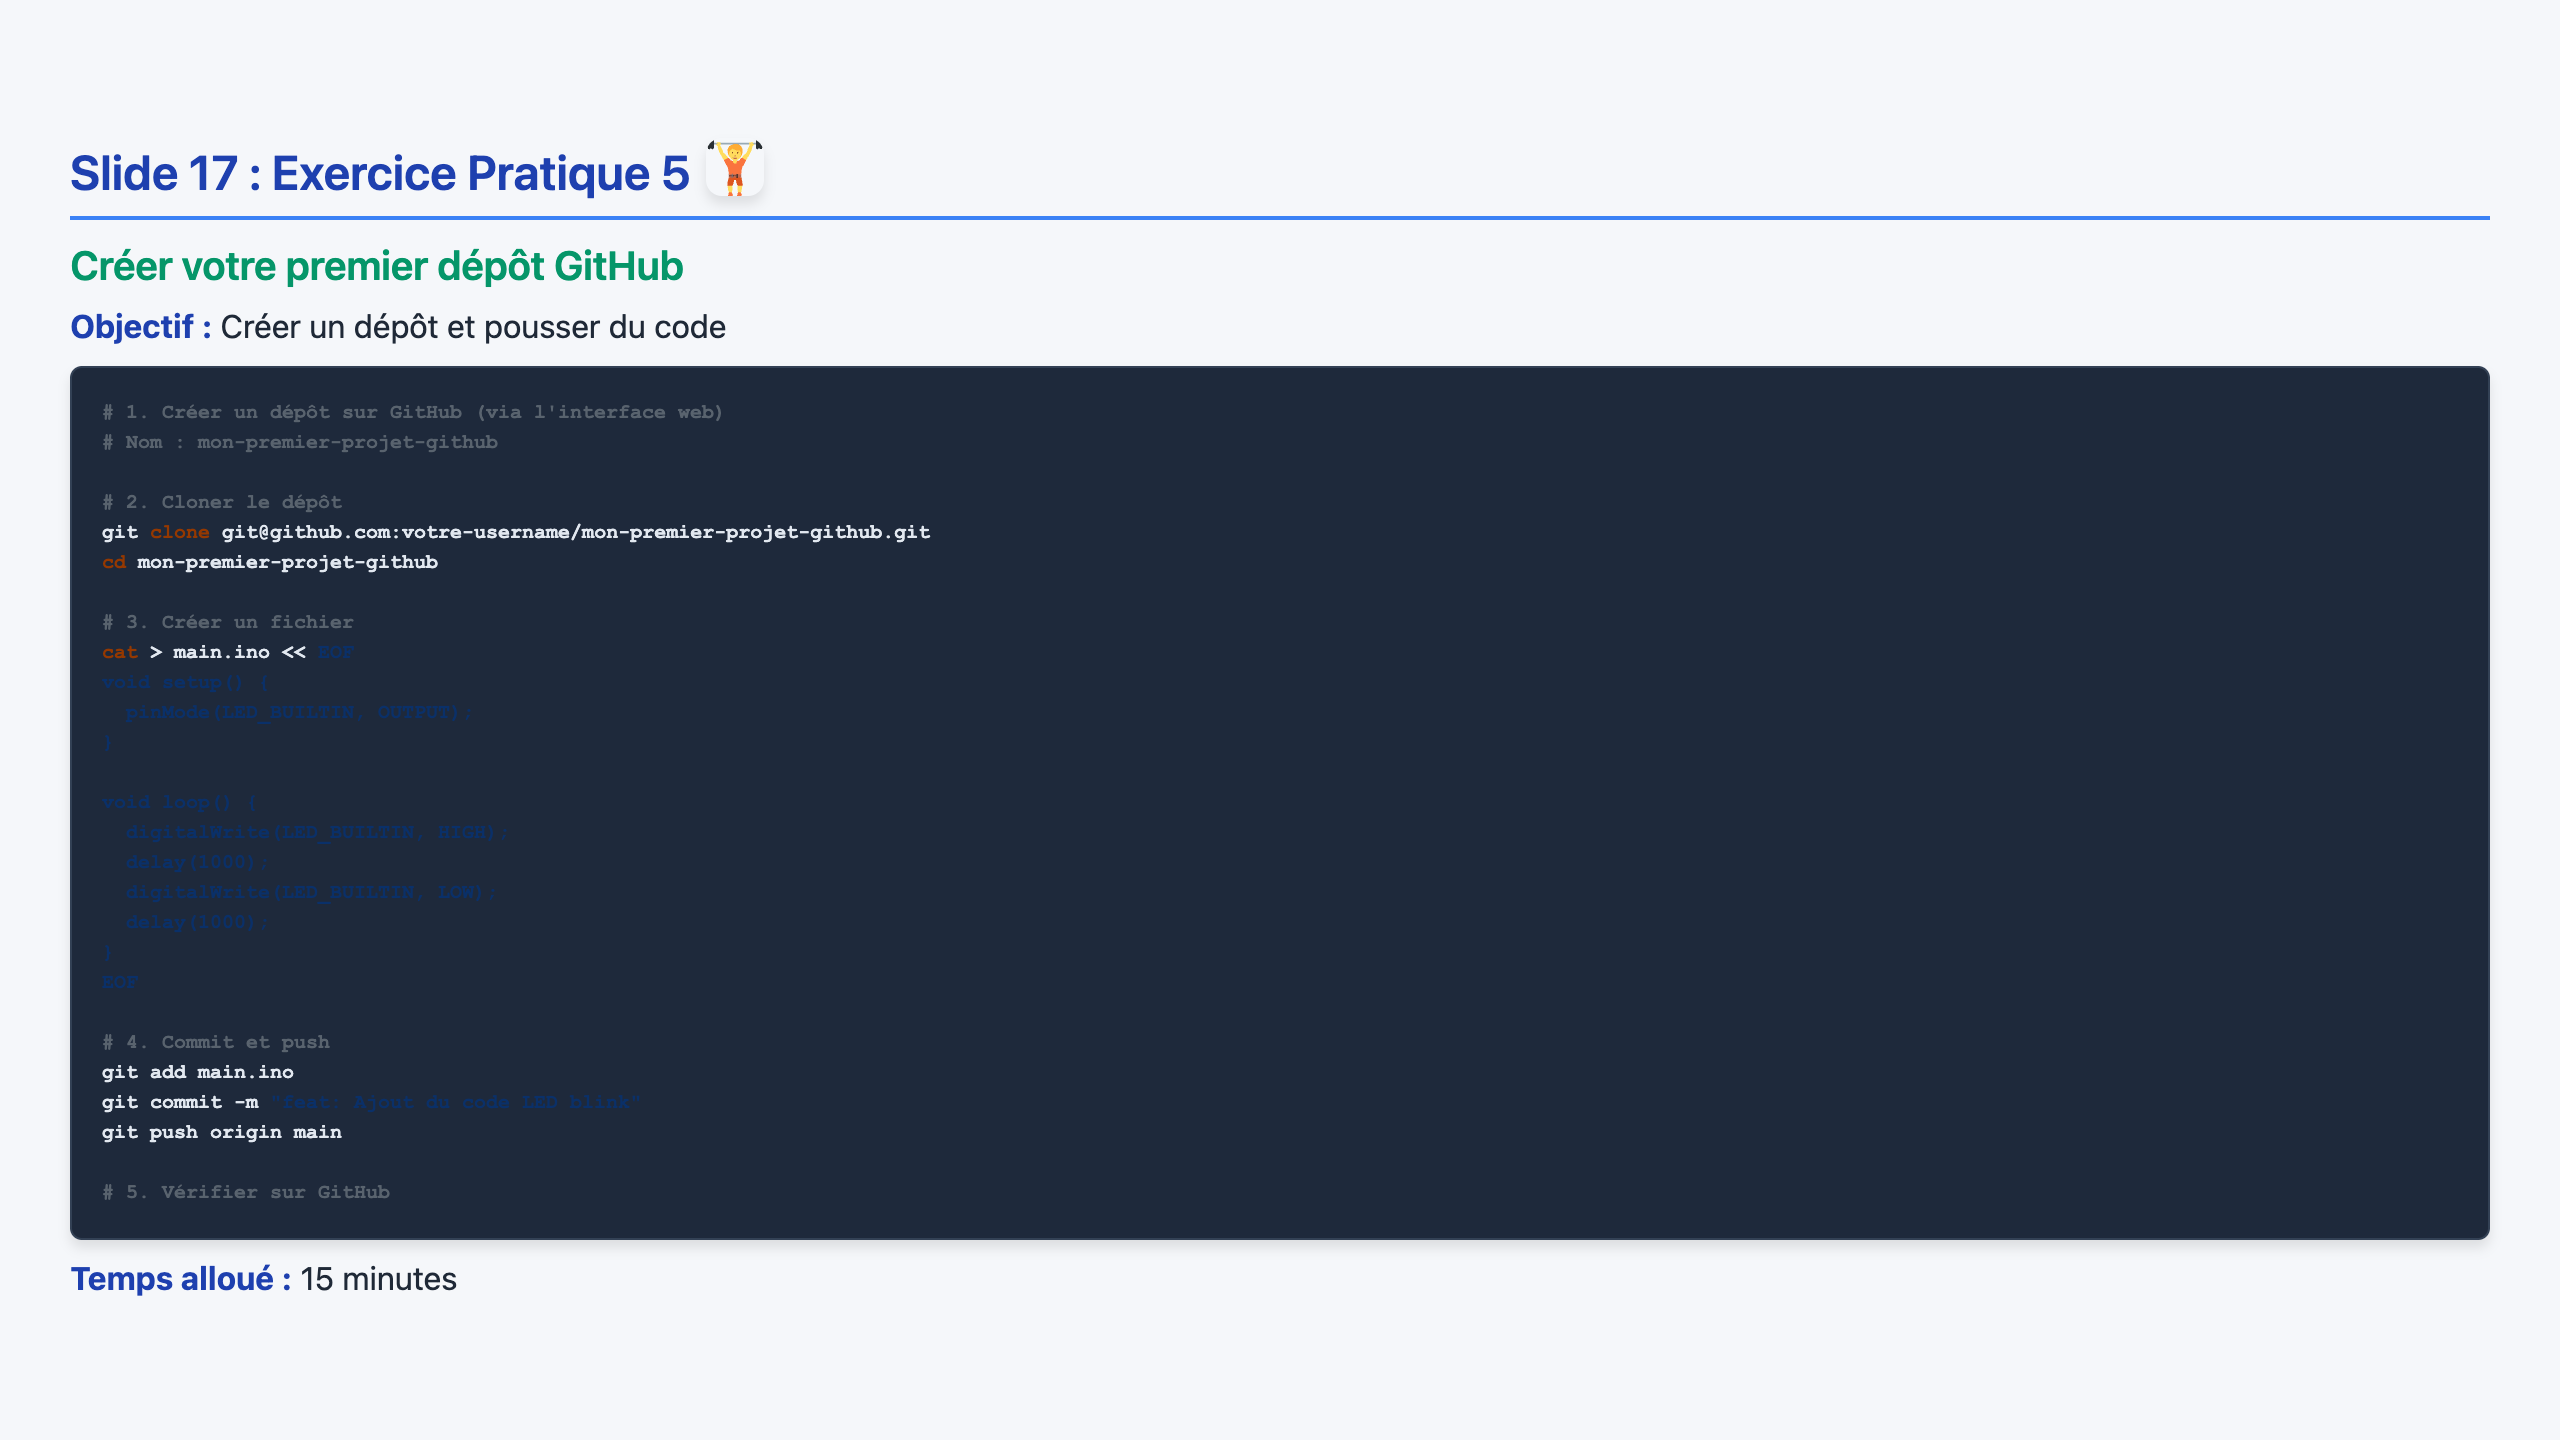 Slide 17 : Exercice Pratique 5
Créer votre premier dépôt GitHub
Objectif : Créer un dépôt et pousser du code
# 1. Créer un dépôt sur GitHub (via l'interface web)
# Nom : mon-premier-projet-github
# 2. Cloner le dépôt
git clone git@github.com:votre-username/mon-premier-projet-github.git
cd mon-premier-projet-github
# 3. Créer un fichier
cat > main.ino << EOF
void setup() {
  pinMode(LED_BUILTIN, OUTPUT);
}
void loop() {
  digitalWrite(LED_BUILTIN, HIGH);
  delay(1000);
  digitalWrite(LED_BUILTIN, LOW);
  delay(1000);
}
EOF
# 4. Commit et push
git add main.ino
git commit -m "feat: Ajout du code LED blink"
git push origin main
# 5. Vérifier sur GitHub
Temps alloué : 15 minutes